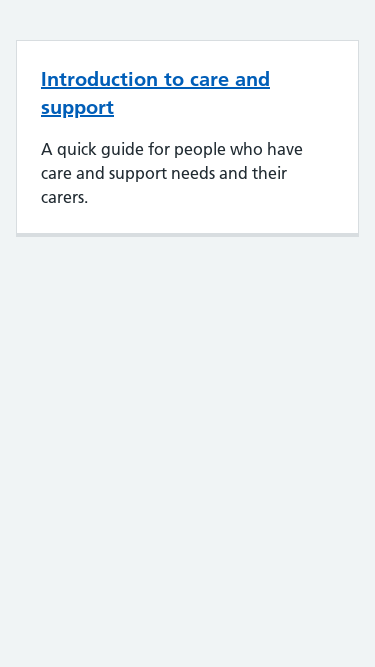 Introduction to care and
support
A quick guide for people who have
care and support needs and their
carers.